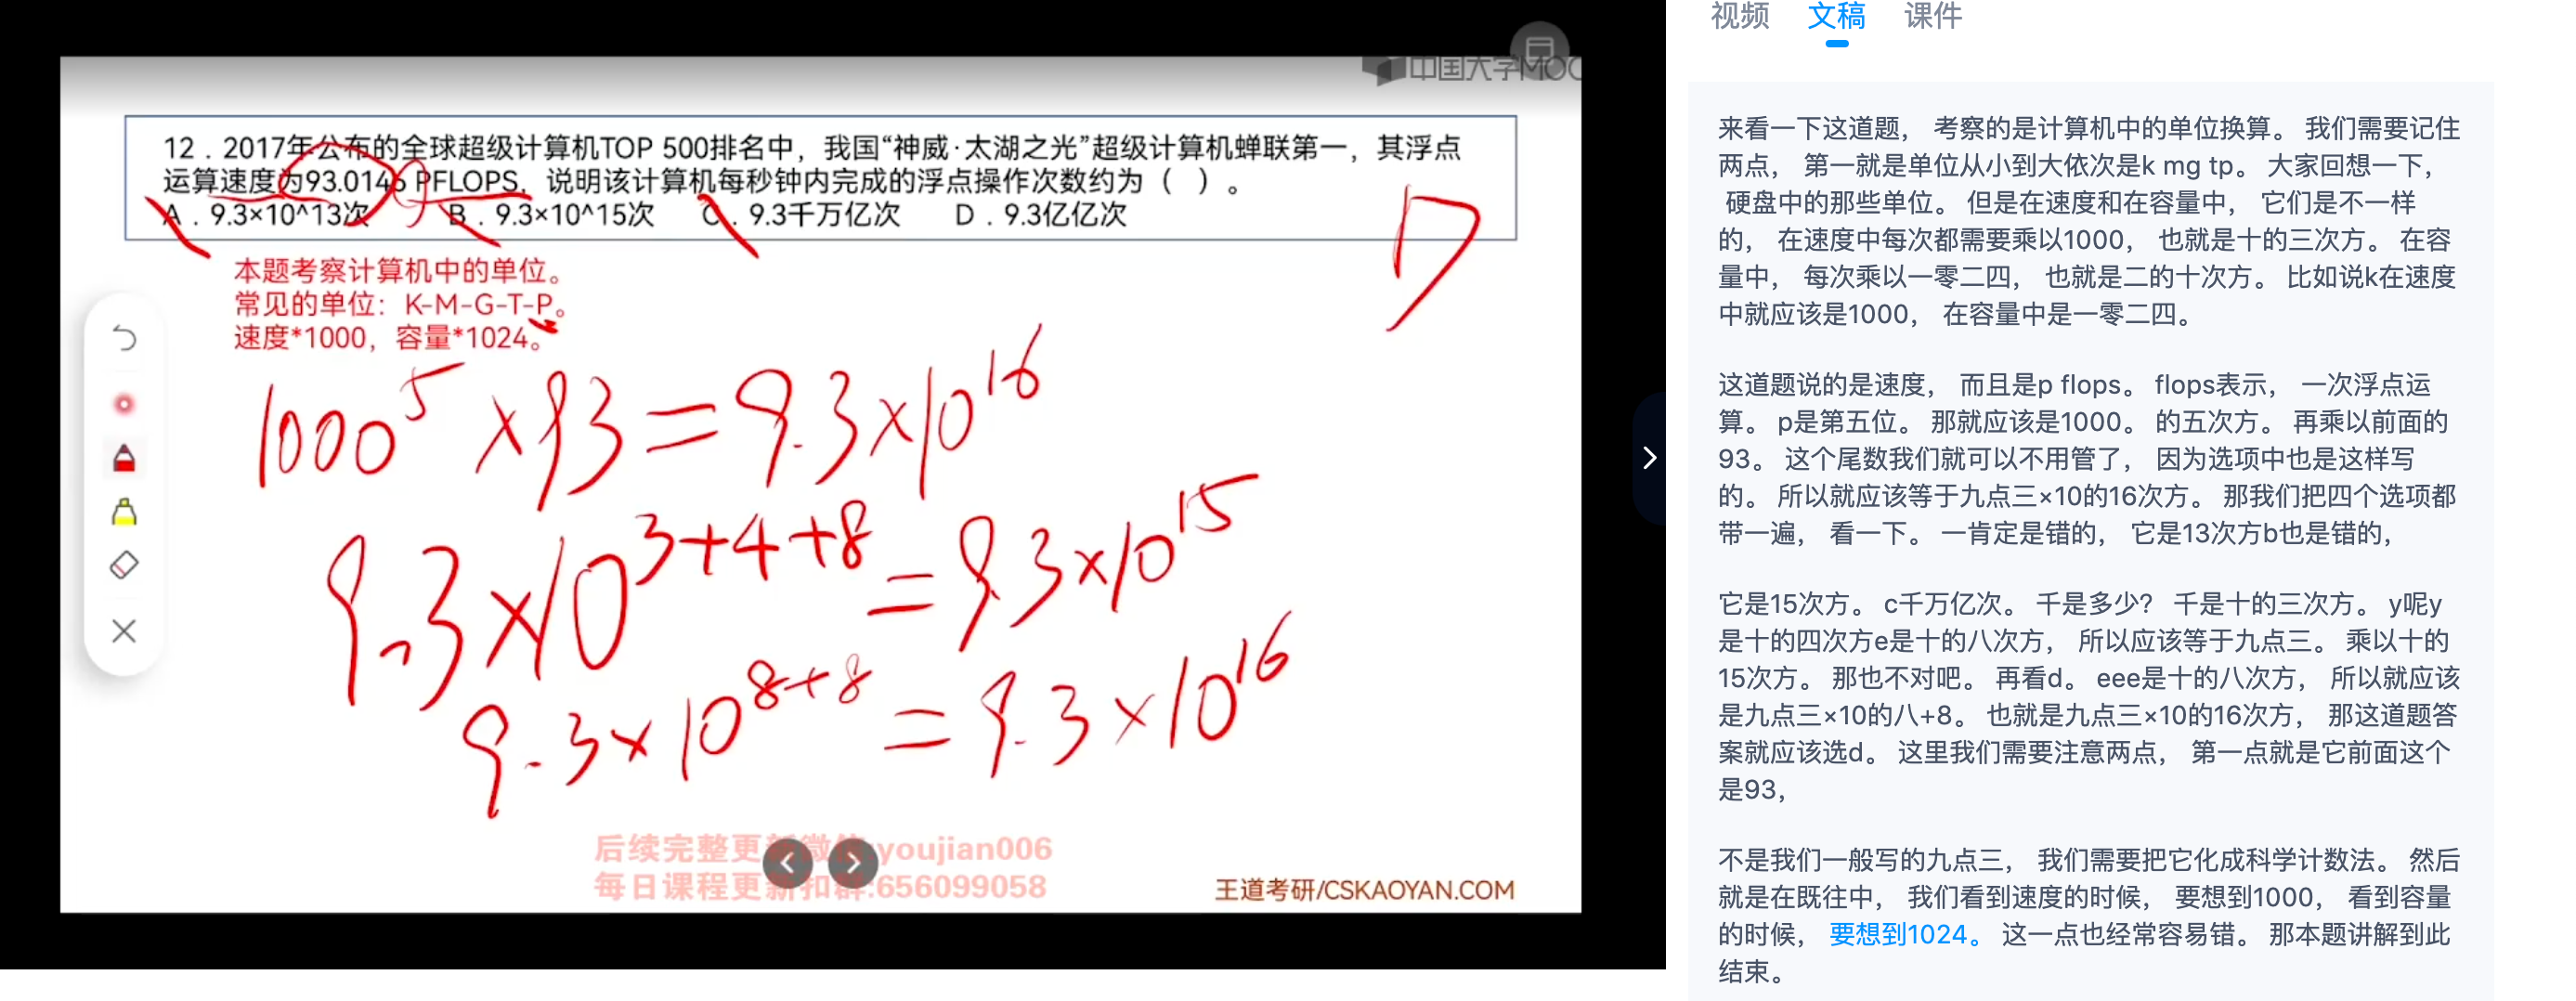 中国大学MOC
12．2017年公布的全球超级计算机TOP 500排名中，我国“神威·太湖之光”超级计算机蝉联第一，其浮点
运算速度为93.0146 PFLOPS，说明该计算机每秒钟内完成的浮点操作次数约为（ ）。
A．9.3×10^13次 B．9.3×10^15次 C．9.3千万亿次 D．9.3亿亿次
D
本题考察计算机中的单位。
常见的单位：K-M-G-T-P。
速度*1000，容量*1024。
1000^5 ×93=9.3×10^16
9.3×10^3+4+8 =9.3×10^15
9.3×10^8+8 =9.3×10^16
后续完整更新微信:youjian006
每日课程更新扣群:656099058
王道考研/CSKAOYAN.COM
视频 文稿 课件
来看一下这道题， 考察的是计算机中的单位换算。 我们需要记住
两点， 第一就是单位从小到大依次是k mg tp。 大家回想一下，
硬盘中的那些单位。 但是在速度和在容量中， 它们是不一样
的， 在速度中每次都需要乘以1000， 也就是十的三次方。 在容
量中， 每次乘以一零二四， 也就是二的十次方。 比如说k在速度
中就应该是1000， 在容量中是一零二四。
这道题说的是速度， 而且是p flops。 flops表示， 一次浮点运
算。 p是第五位。 那就应该是1000。 的五次方。 再乘以前面的
93。 这个尾数我们就可以不用管了， 因为选项中也是这样写
的。 所以就应该等于九点三×10的16次方。 那我们把四个选项都
带一遍， 看一下。 一肯定是错的， 它是13次方b也是错的，
它是15次方。 c千万亿次。 千是多少？ 千是十的三次方。 y呢y
是十的四次方e是十的八次方， 所以应该等于九点三。 乘以十的
15次方。 那也不对吧。 再看d。 eee是十的八次方， 所以就应该
是九点三×10的八+8。 也就是九点三×10的16次方， 那这道题答
案就应该选d。 这里我们需要注意两点， 第一点就是它前面这个
是93，
不是我们一般写的九点三， 我们需要把它化成科学计数法。 然后
就是在既往中， 我们看到速度的时候， 要想到1000， 看到容量
的时候， 要想到1024。 这一点也经常容易错。 那本题讲解到此
结束。